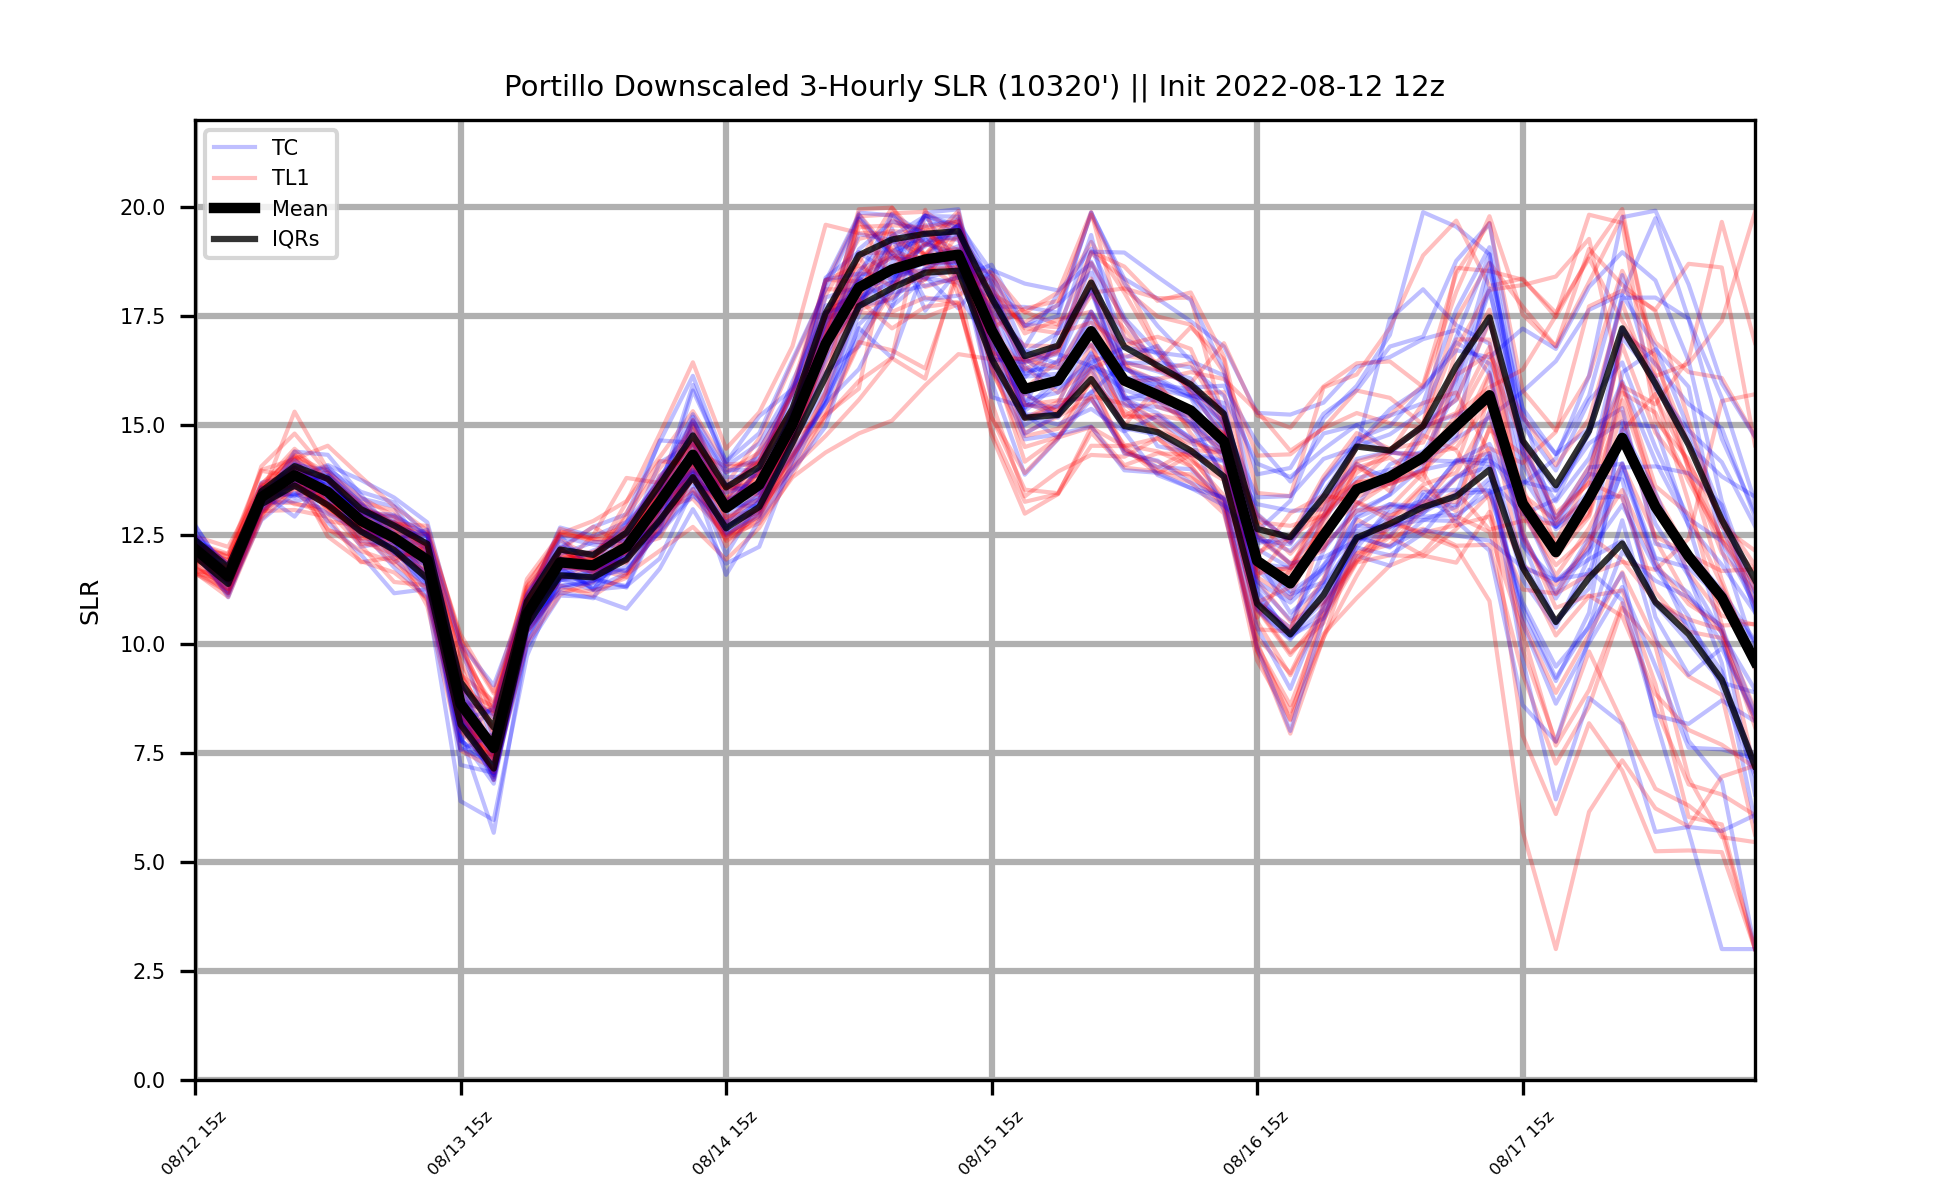 Portillo Downscaled 3-Hourly SLR (10320') || Init 2022-08-12 12z
TC
TL1
Mean
IQRs
SLR
20.0
17.5
15.0
12.5
10.0
7.5
5.0
2.5
0.0
08/12 15z
08/13 15z
08/14 15z
08/15 15z
08/16 15z
08/17 15z